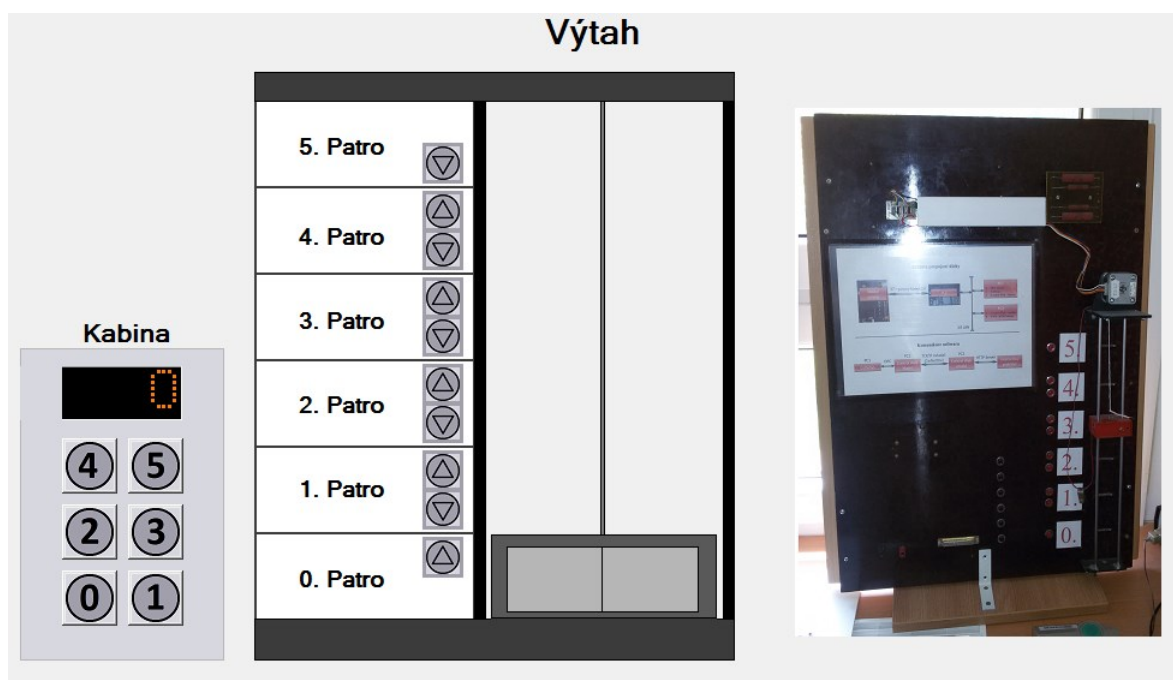 Výtah
5. Patro
4. Patro
3. Patro
2. Patro
1. Patro
0. Patro
Kabina
0
4 5
2 3
0 1
5.
4.
3.
2.
1.
0.